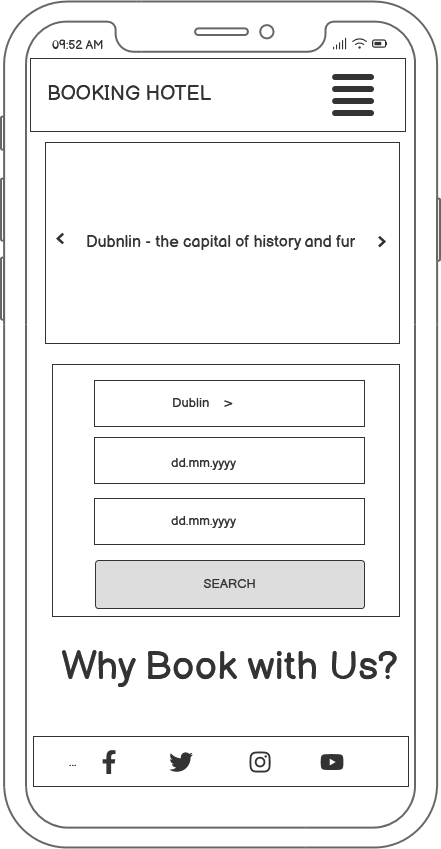 09:52 AM
BOOKING HOTEL
< Dubnlin - the capital of history and fur >
Dublin >
dd.mm.yyyy
dd.mm.yyyy
SEARCH
Why Book with Us?
...